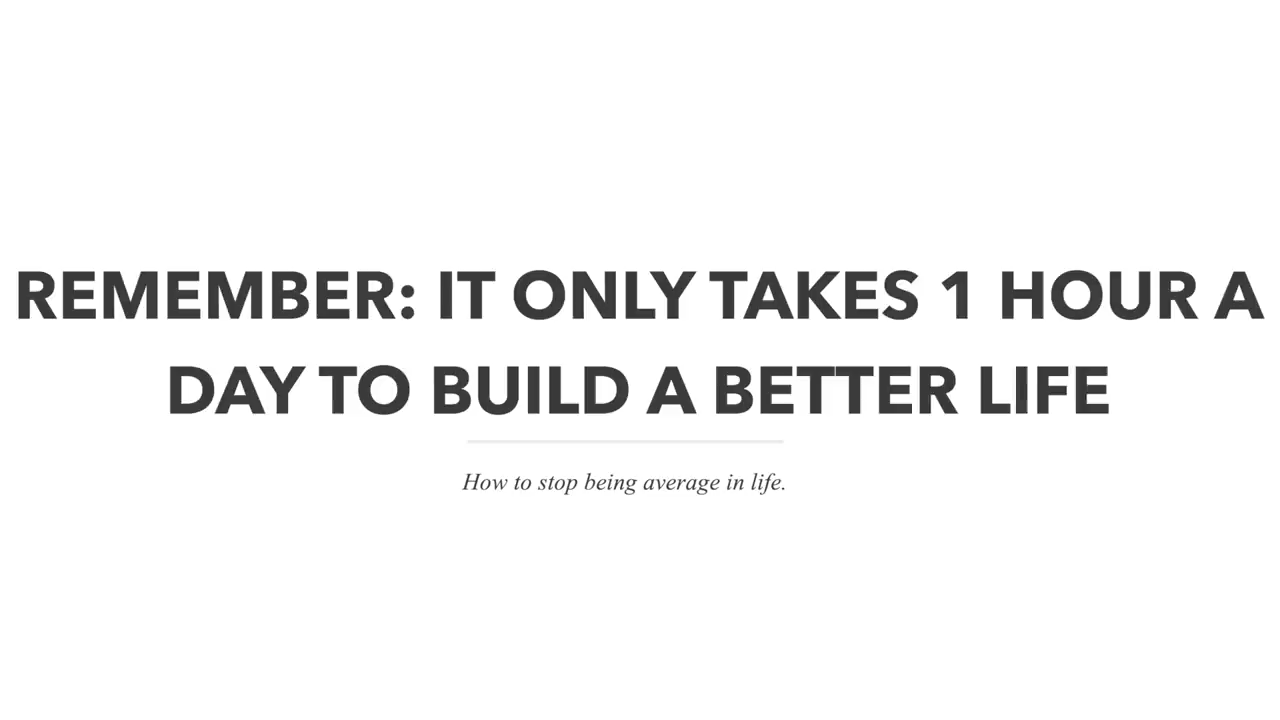 REMEMBER: IT ONLY TAKES 1 HOUR A
DAY TO BUILD A BETTER LIFE
How to stop being average in life.